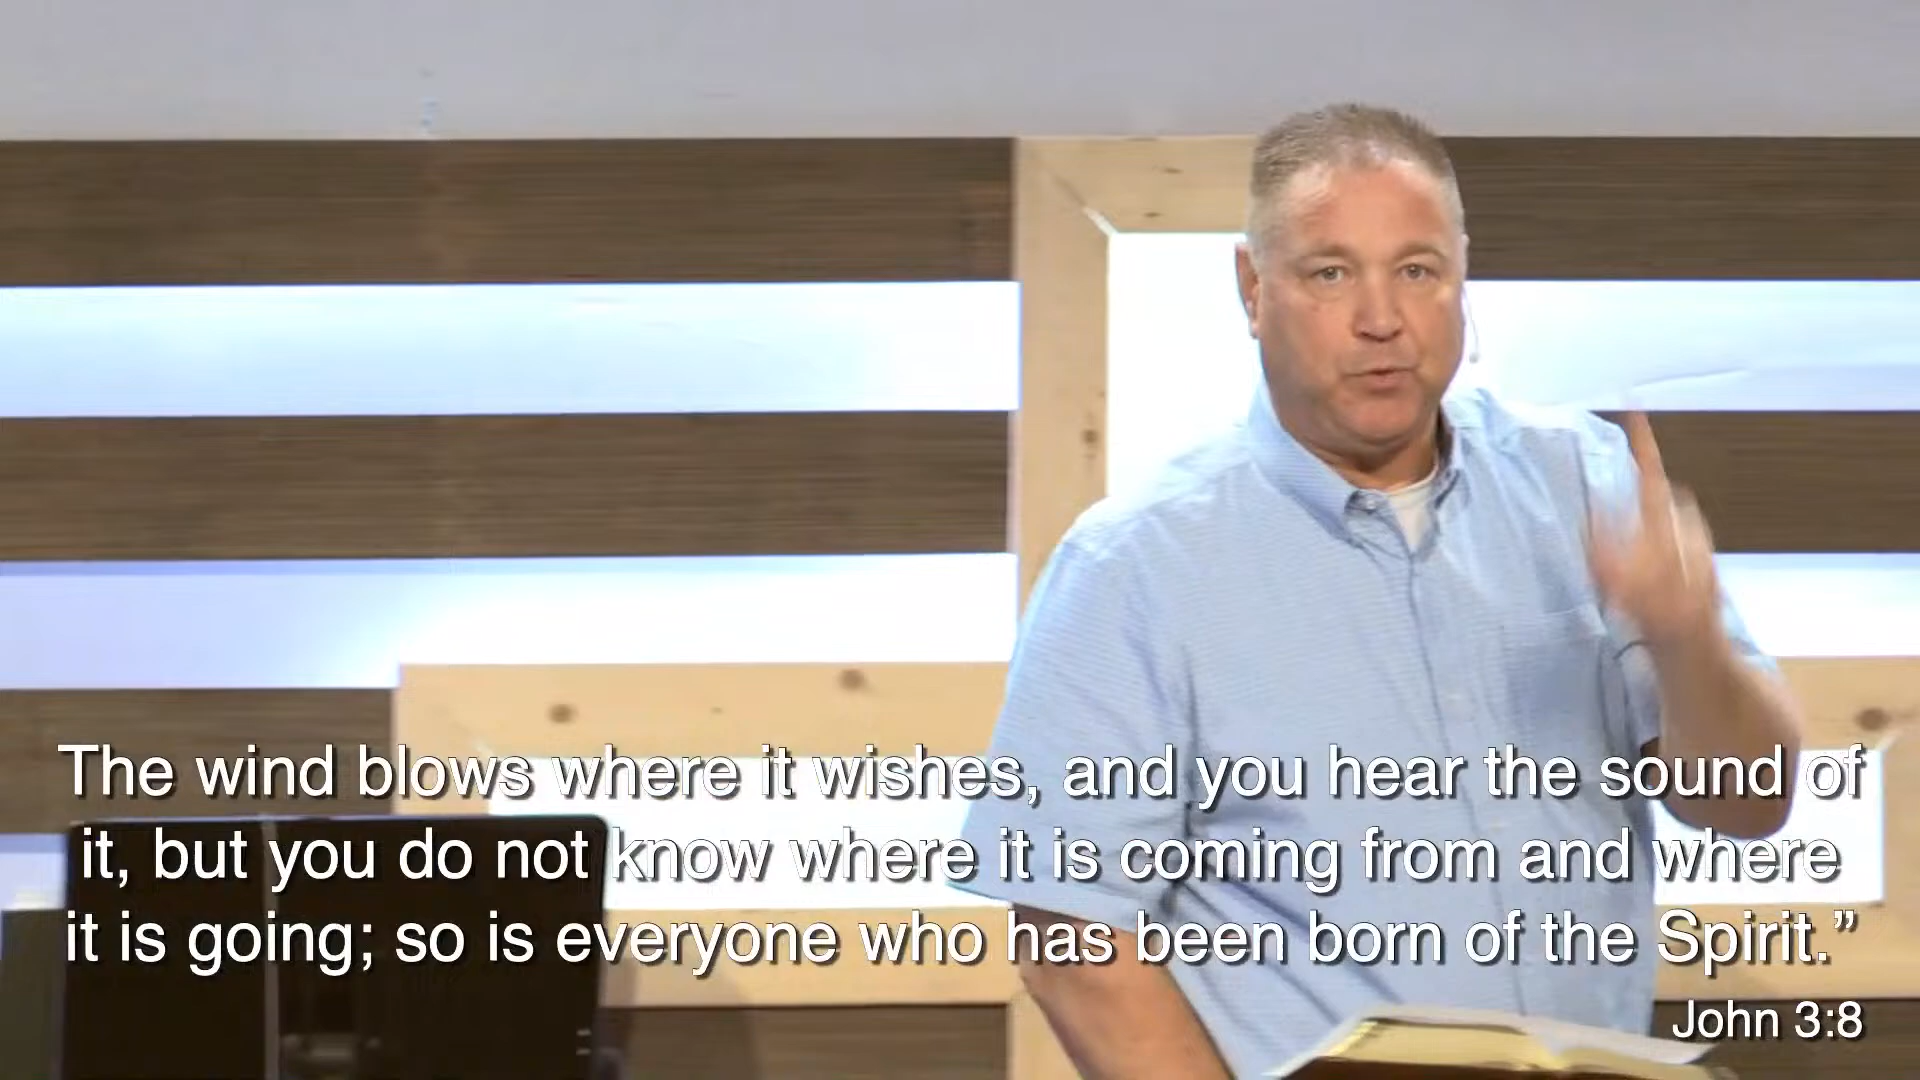 The wind blows where it wishes, and you hear the sound of
it, but you do not know where it is coming from and where
it is going; so is everyone who has been born of the Spirit.”
John 3:8